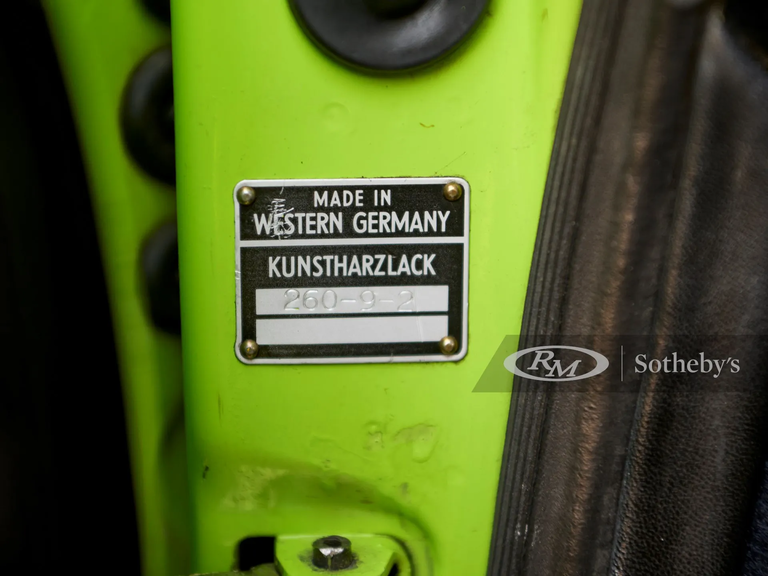 MADE IN
WESTERN GERMANY
KUNSTHARZLACK
260-9-2
RM Sotheby's